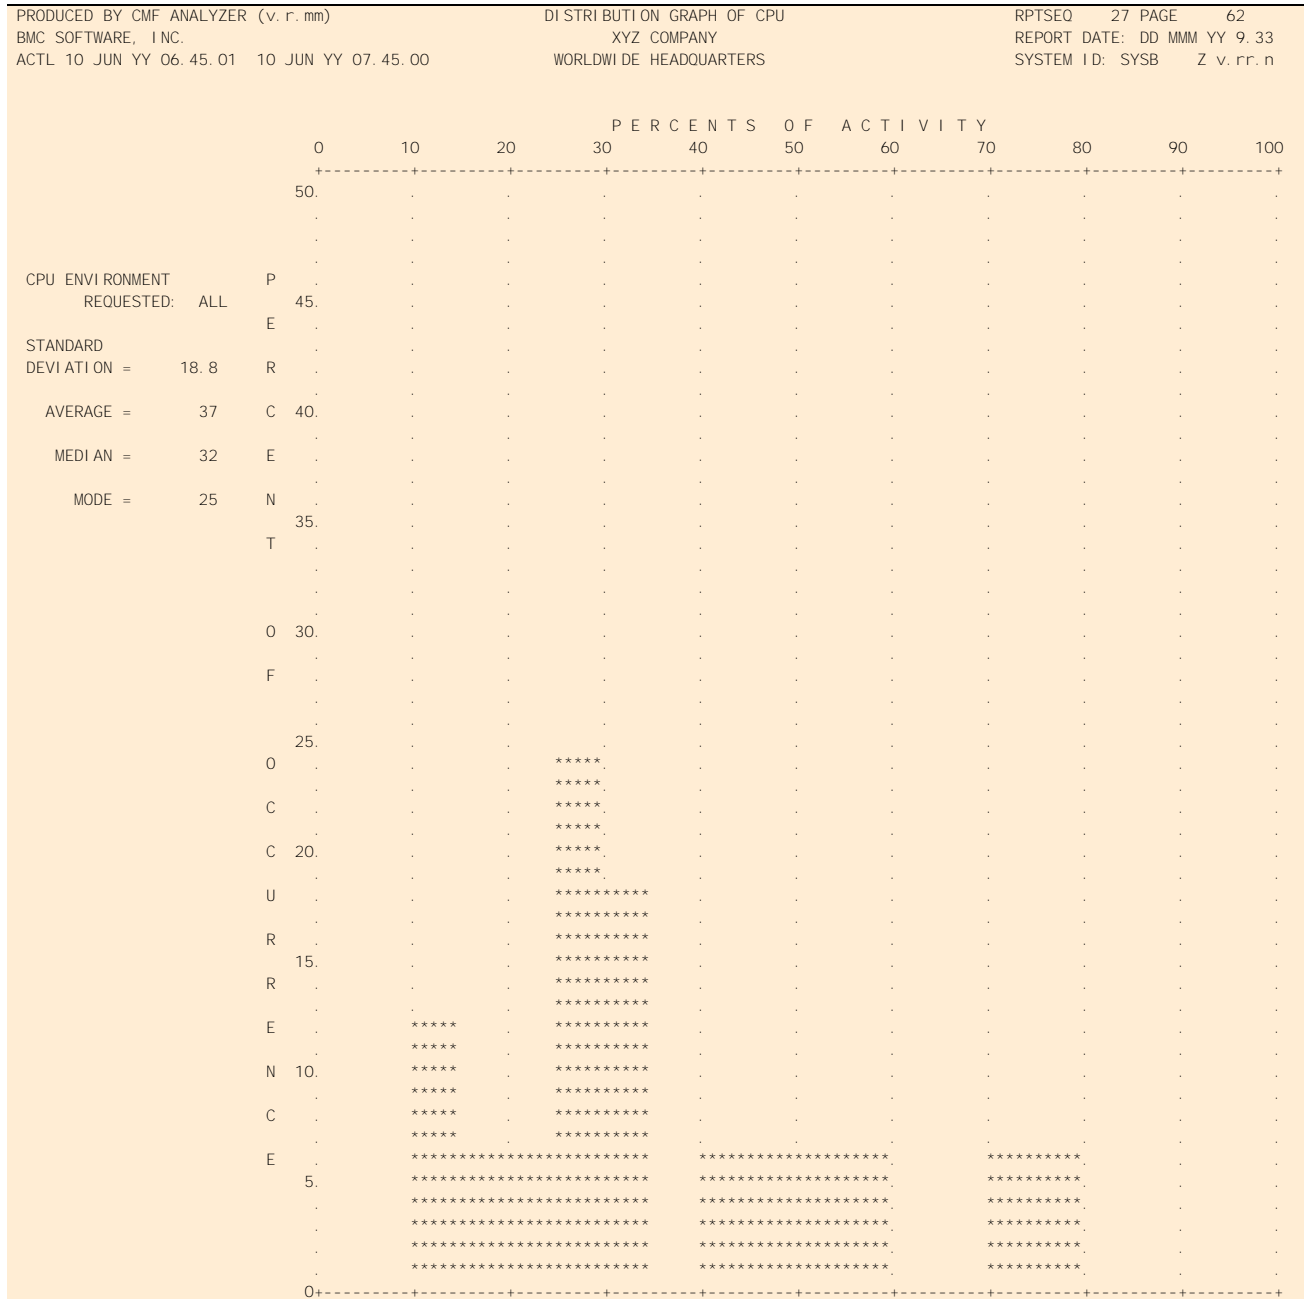 PRODUCED BY CMF ANALYZER (v.r.mm) DISTRIBUTION GRAPH OF CPU RPTSEQ 27 PAGE 62
BMC SOFTWARE, INC. XYZ COMPANY REPORT DATE: DD MMM YY 9.33
ACTL 10 JUN YY 06.45.01 10 JUN YY 07.45.00 WORLDWIDE HEADQUARTERS SYSTEM ID: SYSB Z v.rr.n
P E R C E N T S O F A C T I V I T Y
0 10 20 30 40 50 60 70 80 90 100
+---------+---------+---------+---------+---------+---------+---------+---------+---------+---------+
50.
CPU ENVIRONMENT P
REQUESTED: ALL 45.
E
STANDARD
DEVIATION = 18.8 R
AVERAGE = 37 C 40.
MEDIAN = 32 E
MODE = 25 N
35.
T
O 30.
F
25.
O *****
*****
C *****
*****
C 20. *****
*****
U **********
**********
R **********
15. **********
R **********
**********
E ***** **********
***** **********
N 10. ***** **********
***** **********
C ***** **********
***** **********
E ************************* ******************** **********
5. ************************* ******************** **********
************************* ******************** **********
************************* ******************** **********
************************* ******************** **********
************************* ******************** **********
0+---------+---------+---------+---------+---------+---------+---------+---------+---------+---------+